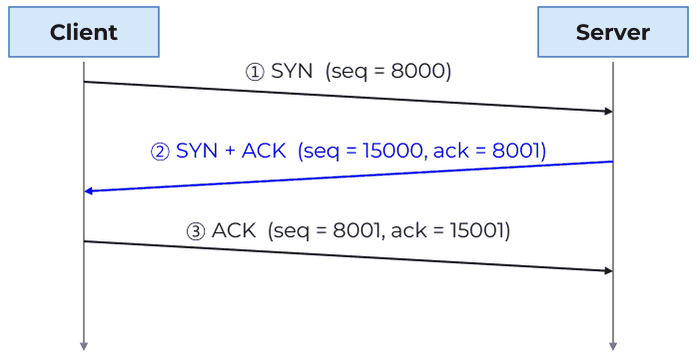 Client
Server
① SYN (seq = 8000)
② SYN + ACK (seq = 15000, ack = 8001)
③ ACK (seq = 8001, ack = 15001)